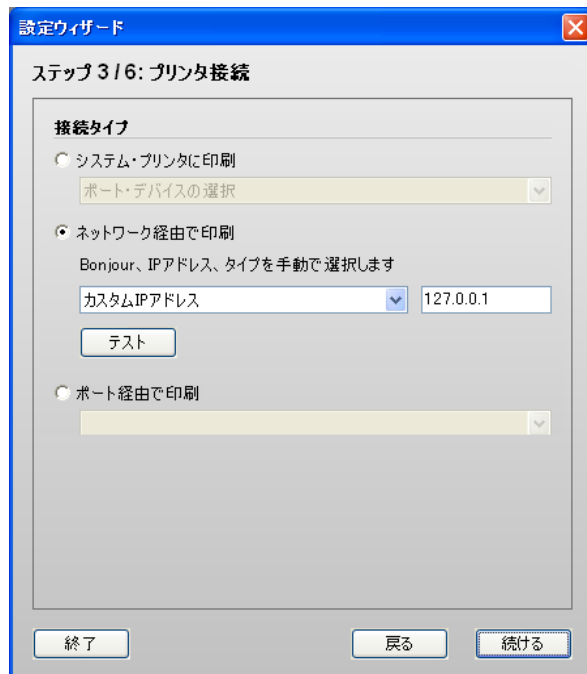 設定ウィザード
ステップ 3 / 6: プリンタ接続
接続タイプ
システム・プリンタに印刷
ポート・デバイスの選択
ネットワーク経由で印刷
Bonjour、IPアドレス、タイプを手動で選択します
カスタムIPアドレス 127.0.0.1
テスト
ポート経由で印刷
終了 戻る 続ける